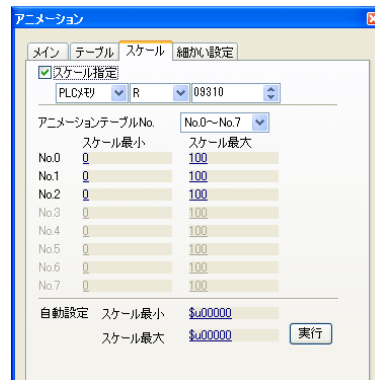 アニメーション
メイン テーブル スケール 細かい設定
スケール指定
PLCメモリ R 09310
アニメーションテーブルNo. No.0～No.7
スケール最小 スケール最大
No.0 0 100
No.1 0 100
No.2 0 100
No.3 0 100
No.4 0 100
No.5 0 100
No.6 0 100
No.7 0 100
自動設定 スケール最小 $u00000
スケール最大 $u00000 実行